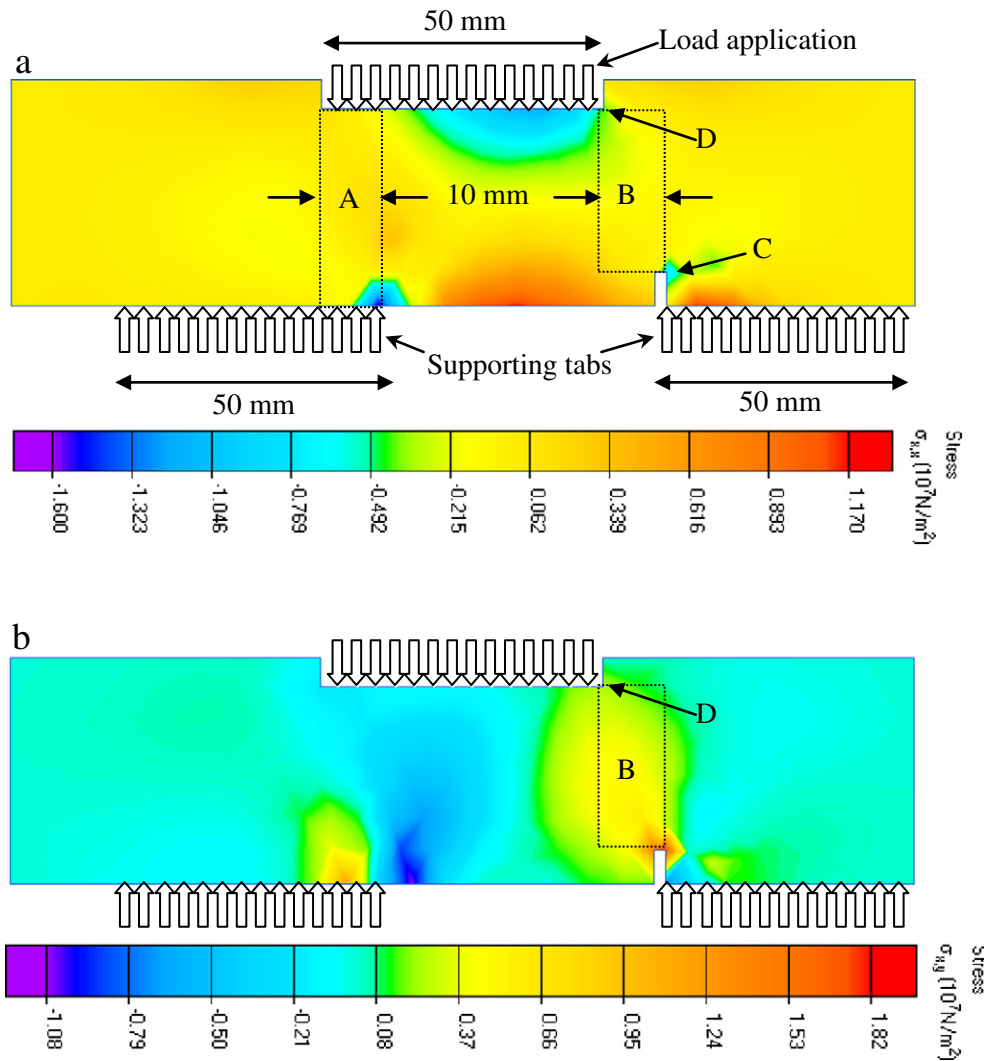 50 mm
Load application
a
D
A
10 mm
B
C
Supporting tabs
50 mm
50 mm
-1.600
-1.323
-1.046
-0.769
-0.492
-0.215
0.062
0.339
0.616
0.893
1.170
Stress
σx,x (10⁷N/m²)
b
D
B
-1.08
-0.79
-0.50
-0.21
0.08
0.37
0.66
0.95
1.24
1.53
1.82
Stress
σx,y (10⁷N/m²)